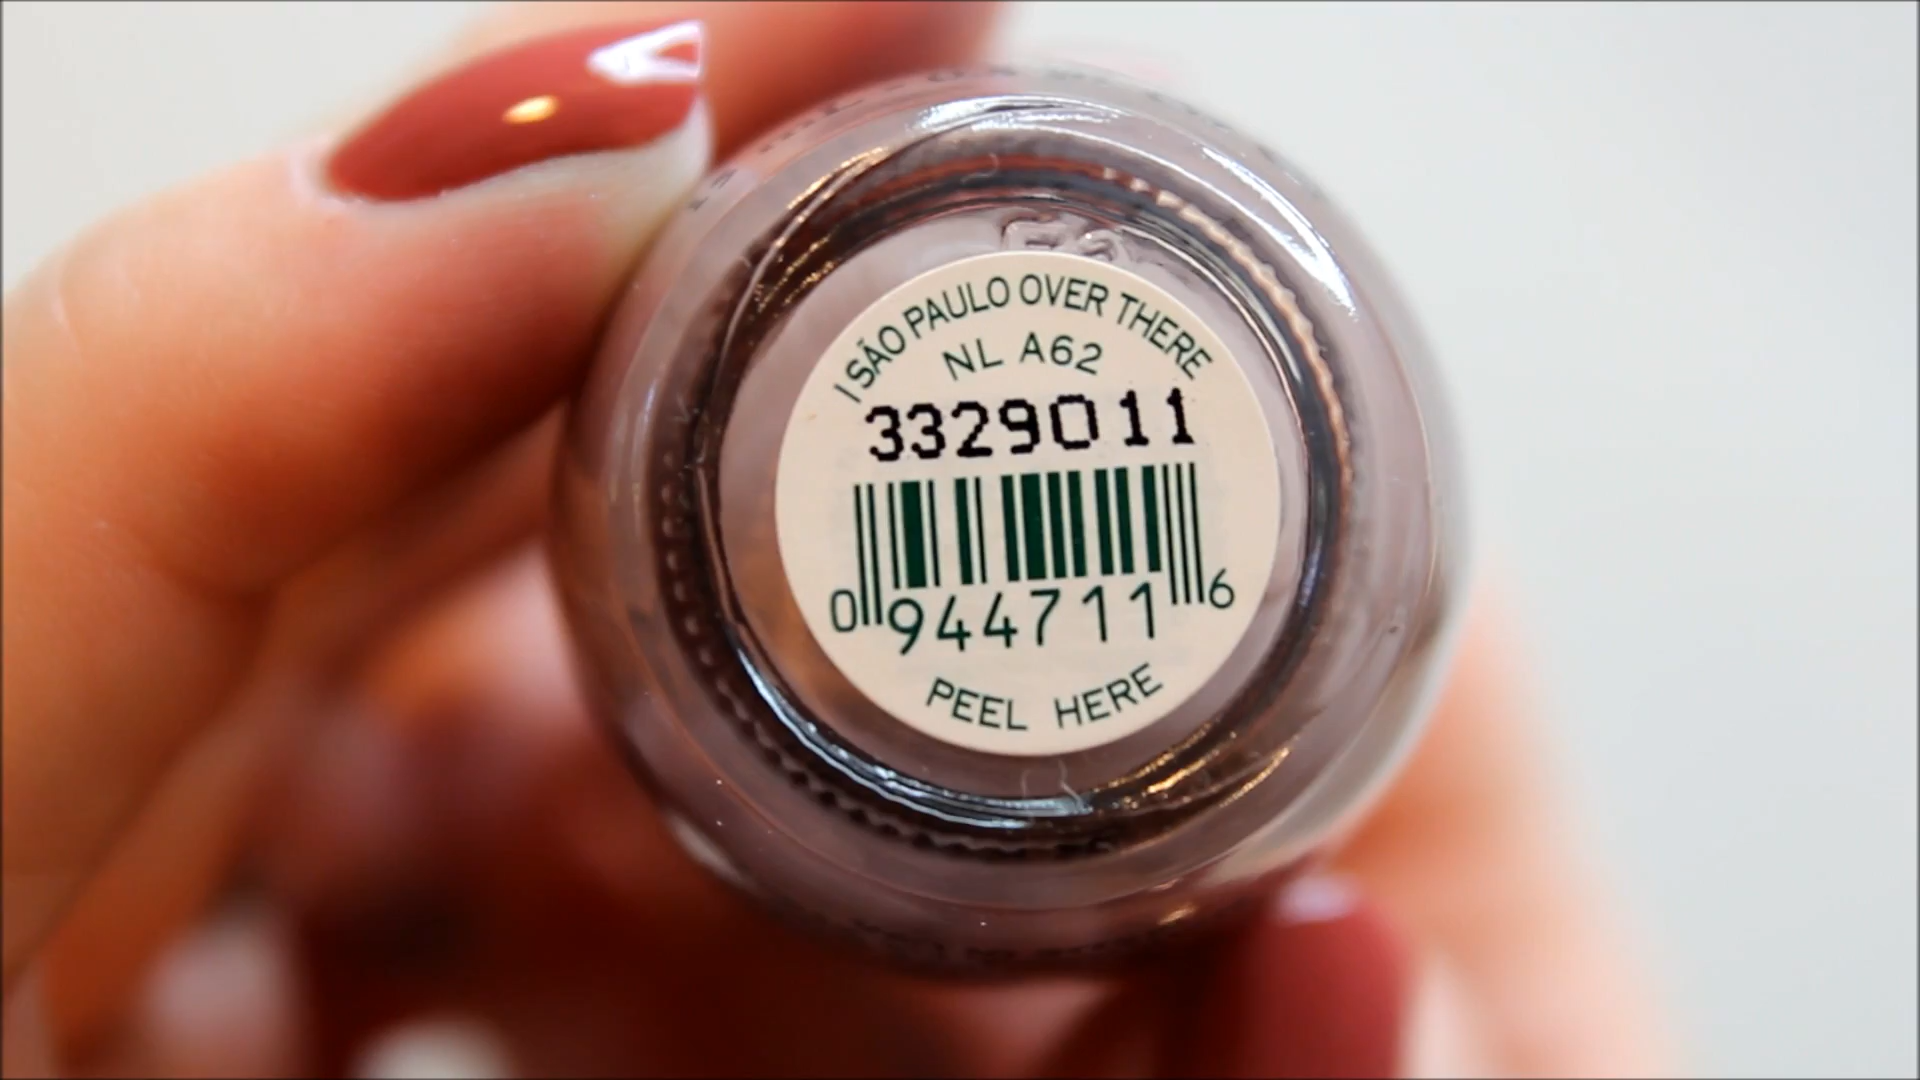 I SÃO PAULO OVER THERE
NL A62
3329011
0 944711 6
PEEL HERE